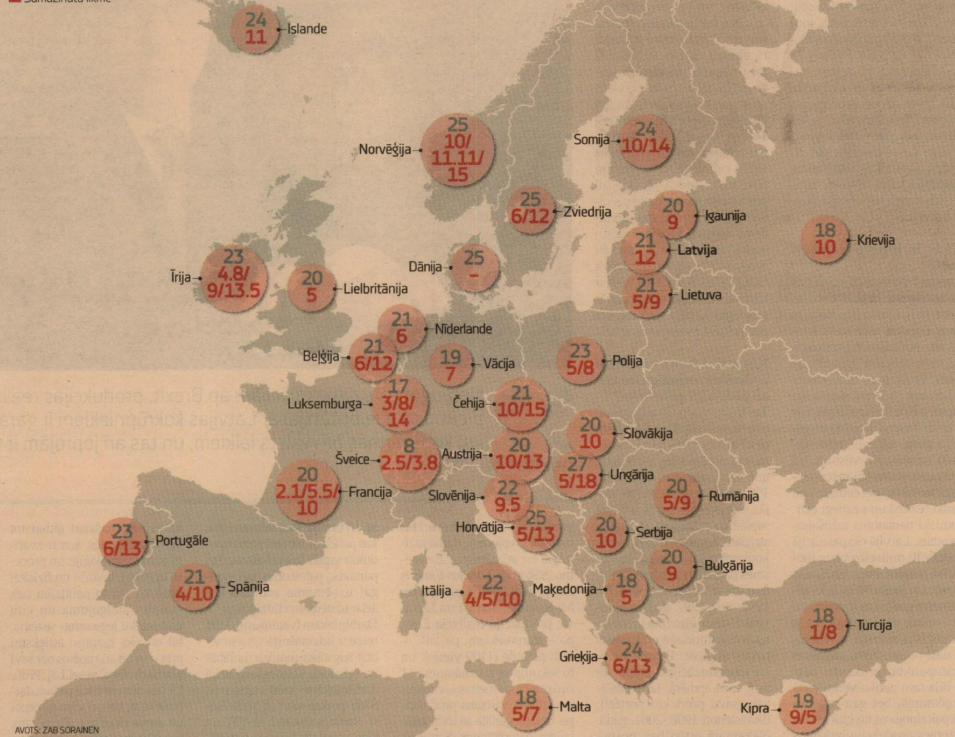 Samazinātā likme
24
11
Islande
25
10/
11.11/
15
Norvēģija
24
10/14
Somija
25
6/12
Zviedrija
20
9
Igaunija
21
12
Latvija
18
10
Krievija
23
4.8/
9/13.5
Īrija
20
5
Lielbritānija
25
–
Dānija
21
5/9
Lietuva
21
6
Nīderlande
21
6/12
Beļģija
19
7
Vācija
23
5/8
Polija
17
3/8/
14
Luksemburga
21
10/15
Čehija
20
10
Slovākija
8
2.5/3.8
Šveice
20
10/13
Austrija
27
5/18
Ungārija
20
2.1/5.5/
10
Francija
22
9.5
Slovēnija
20
5/9
Rumānija
25
5/13
Horvātija
20
10
Serbija
23
6/13
Portugāle
21
4/10
Spānija
22
4/5/10
Itālija
18
5
Maķedonija
20
9
Bulgārija
18
1/8
Turcija
24
6/13
Grieķija
18
5/7
Malta
19
9/5
Kipra
AVOTS: ZAB SORAINEN